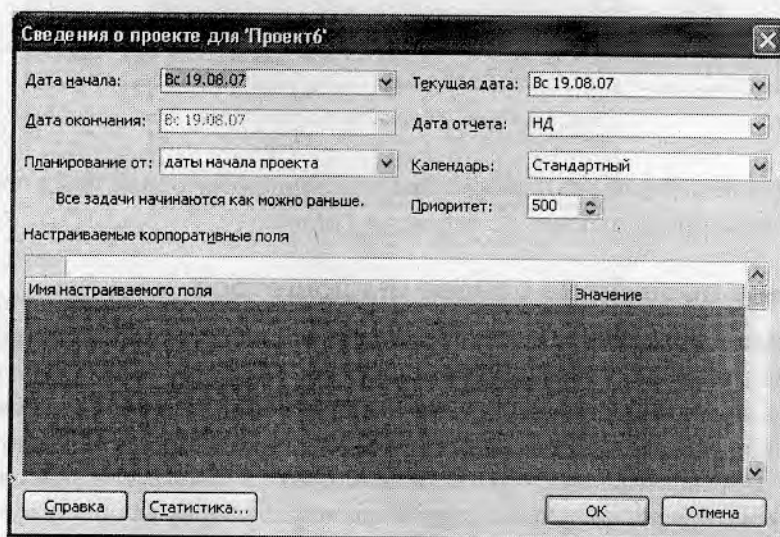 Сведения о проекте для 'Проект6'
Дата начала: Вс 19.08.07 Текущая дата: Вс 19.08.07
Дата окончания: Вс 19.08.07 Дата отчета: НД
Планирование от: даты начала проекта Календарь: Стандартный
Все задачи начинаются как можно раньше. Приоритет: 500
Настраиваемые корпоративные поля
Имя настраиваемого поля Значение
Справка Статистика... ОК Отмена